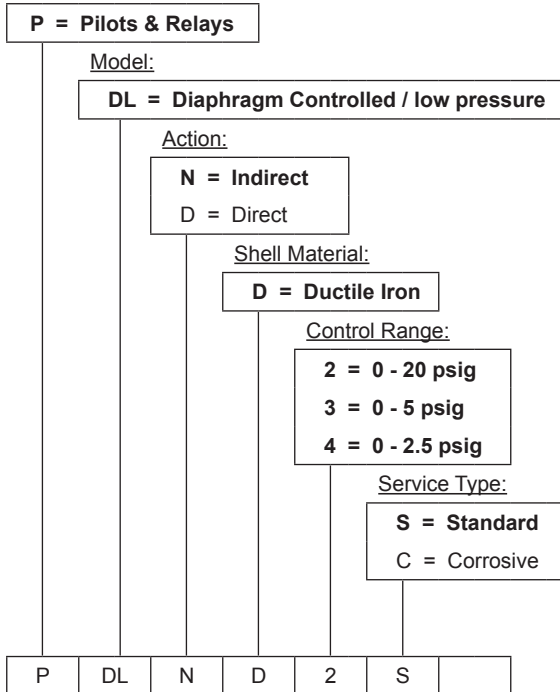 P = Pilots & Relays
Model:
DL = Diaphragm Controlled / low pressure
Action:
N = Indirect
D = Direct
Shell Material:
D = Ductile Iron
Control Range:
2 = 0 - 20 psig
3 = 0 - 5 psig
4 = 0 - 2.5 psig
Service Type:
S = Standard
C = Corrosive
P DL N D 2 S